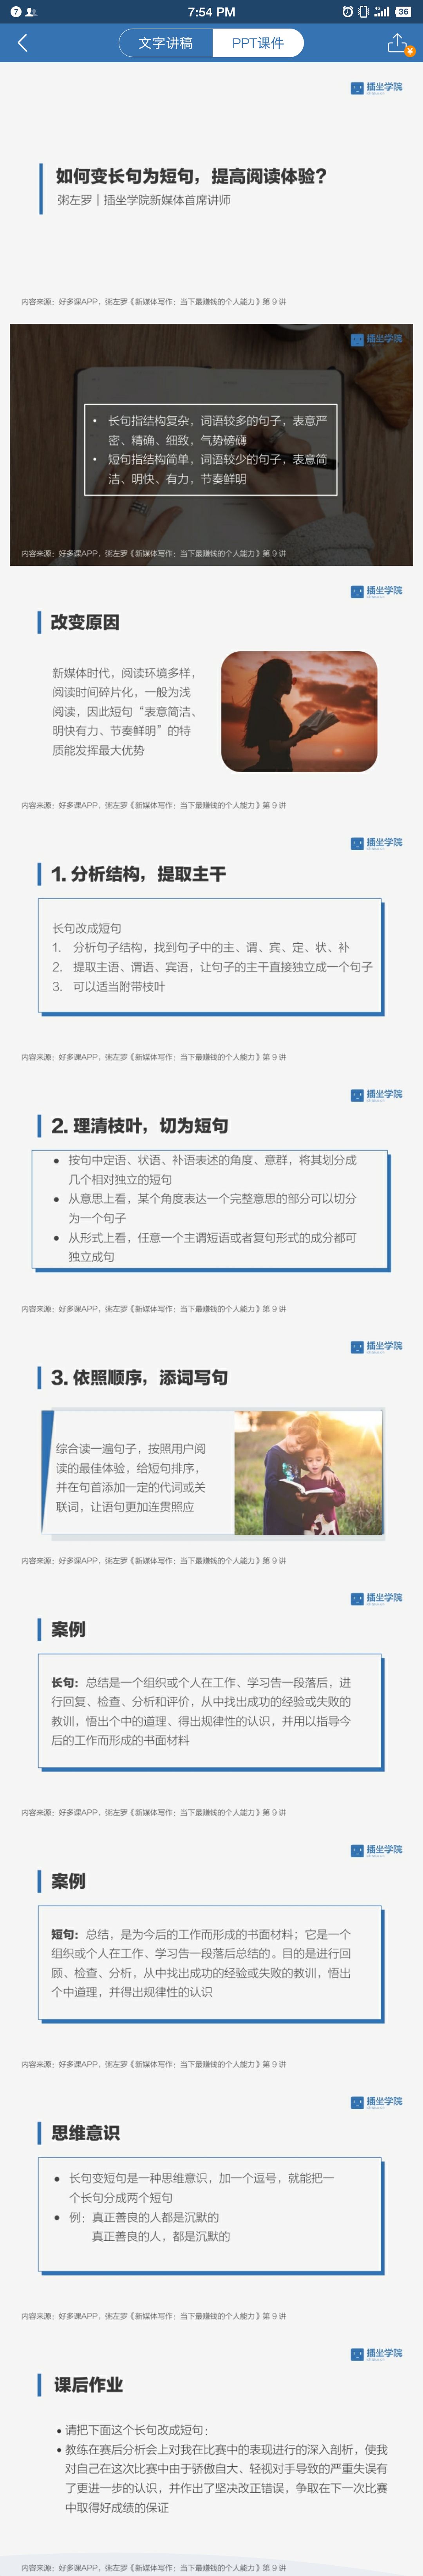 7
7:54 PM
36
文字讲稿
PPT课件
插坐学院
如何变长句为短句，提高阅读体验？
粥左罗｜插坐学院新媒体首席讲师
内容来源：好多课APP，粥左罗《新媒体写作：当下最赚钱的个人能力》第 9 讲
插坐学院
• 长句指结构复杂，词语较多的句子，表意严
密、精确、细致，气势磅礴
• 短句指结构简单，词语较少的句子，表意简
洁、明快、有力，节奏鲜明
内容来源：好多课APP，粥左罗《新媒体写作：当下最赚钱的个人能力》第 9 讲
插坐学院
改变原因
新媒体时代，阅读环境多样，
阅读时间碎片化，一般为浅
阅读，因此短句“表意简洁、
明快有力、节奏鲜明”的特
质能发挥最大优势
内容来源：好多课APP，粥左罗《新媒体写作：当下最赚钱的个人能力》第 9 讲
插坐学院
1. 分析结构，提取主干
长句改成短句
1. 分析句子结构，找到句子中的主、谓、宾、定、状、补
2. 提取主语、谓语、宾语，让句子的主干直接独立成一个句子
3. 可以适当附带枝叶
内容来源：好多课APP，粥左罗《新媒体写作：当下最赚钱的个人能力》第 9 讲
插坐学院
2. 理清枝叶，切为短句
• 按句中定语、状语、补语表述的角度、意群，将其划分成
几个相对独立的短句
• 从意思上看，某个角度表达一个完整意思的部分可以切分
为一个句子
• 从形式上看，任意一个主谓短语或者复句形式的成分都可
独立成句
内容来源：好多课APP，粥左罗《新媒体写作：当下最赚钱的个人能力》第 9 讲
插坐学院
3. 依照顺序，添词写句
综合读一遍句子，按照用户阅
读的最佳体验，给短句排序，
并在句首添加一定的代词或关
联词，让语句更加连贯照应
内容来源：好多课APP，粥左罗《新媒体写作：当下最赚钱的个人能力》第 9 讲
插坐学院
案例
长句：总结是一个组织或个人在工作、学习告一段落后，进
行回复、检查、分析和评价，从中找出成功的经验或失败的
教训，悟出个中的道理、得出规律性的认识，并用以指导今
后的工作而形成的书面材料
内容来源：好多课APP，粥左罗《新媒体写作：当下最赚钱的个人能力》第 9 讲
插坐学院
案例
短句：总结，是为今后的工作而形成的书面材料；它是一个
组织或个人在工作、学习告一段落后总结的。目的是进行回
顾、检查、分析，从中找出成功的经验或失败的教训，悟出
个中道理，并得出规律性的认识
内容来源：好多课APP，粥左罗《新媒体写作：当下最赚钱的个人能力》第 9 讲
插坐学院
思维意识
• 长句变短句是一种思维意识，加一个逗号，就能把一
个长句分成两个短句
• 例：真正善良的人都是沉默的
真正善良的人，都是沉默的
内容来源：好多课APP，粥左罗《新媒体写作：当下最赚钱的个人能力》第 9 讲
插坐学院
课后作业
• 请把下面这个长句改成短句：
• 教练在赛后分析会上对我在比赛中的表现进行的深入剖析，使我
对自己在这次比赛中由于骄傲自大、轻视对手导致的严重失误有
了更进一步的认识，并作出了坚决改正错误，争取在下一次比赛
中取得好成绩的保证
内容来源：好多课APP，粥左罗《新媒体写作：当下最赚钱的个人能力》第 9 讲